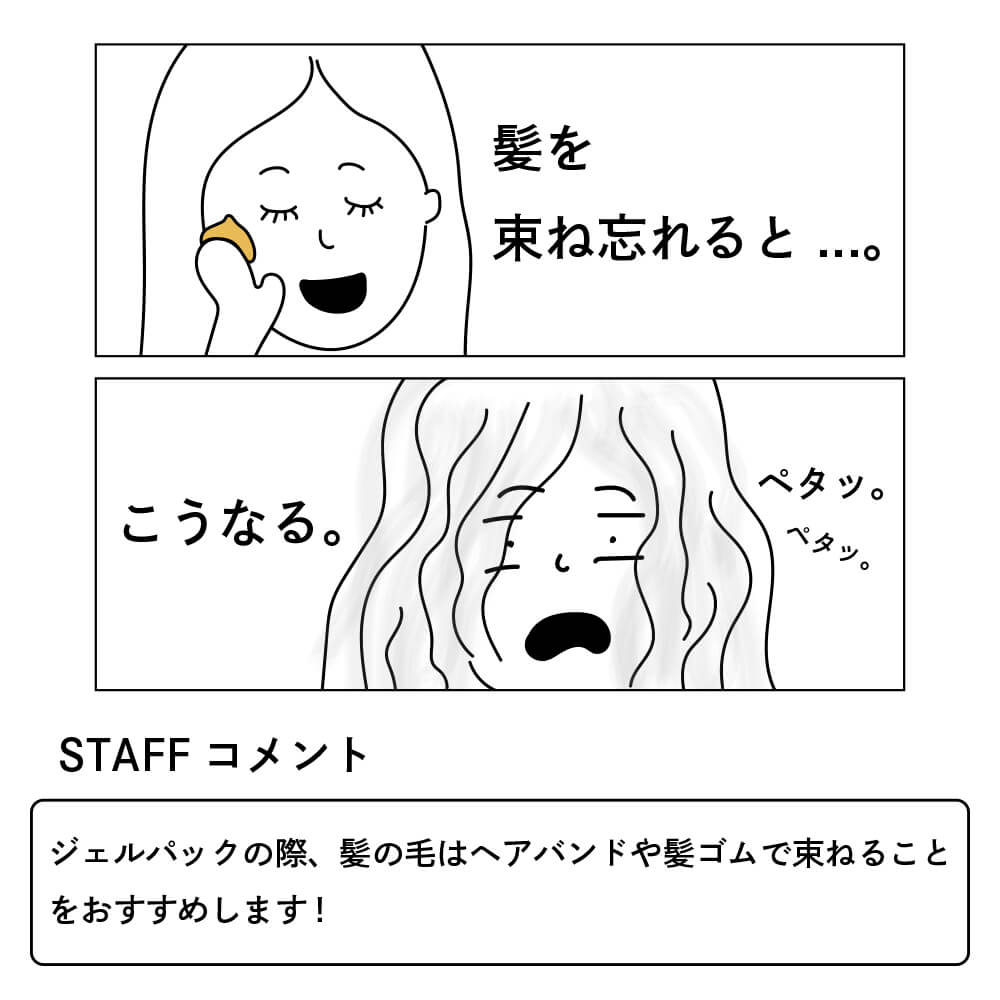 髪を
束ね忘れると …。
こうなる。
ペタッ。
ペタッ。
STAFF コメント
ジェルパックの際、髪の毛はヘアバンドや髪ゴムで束ねること
をおすすめします！